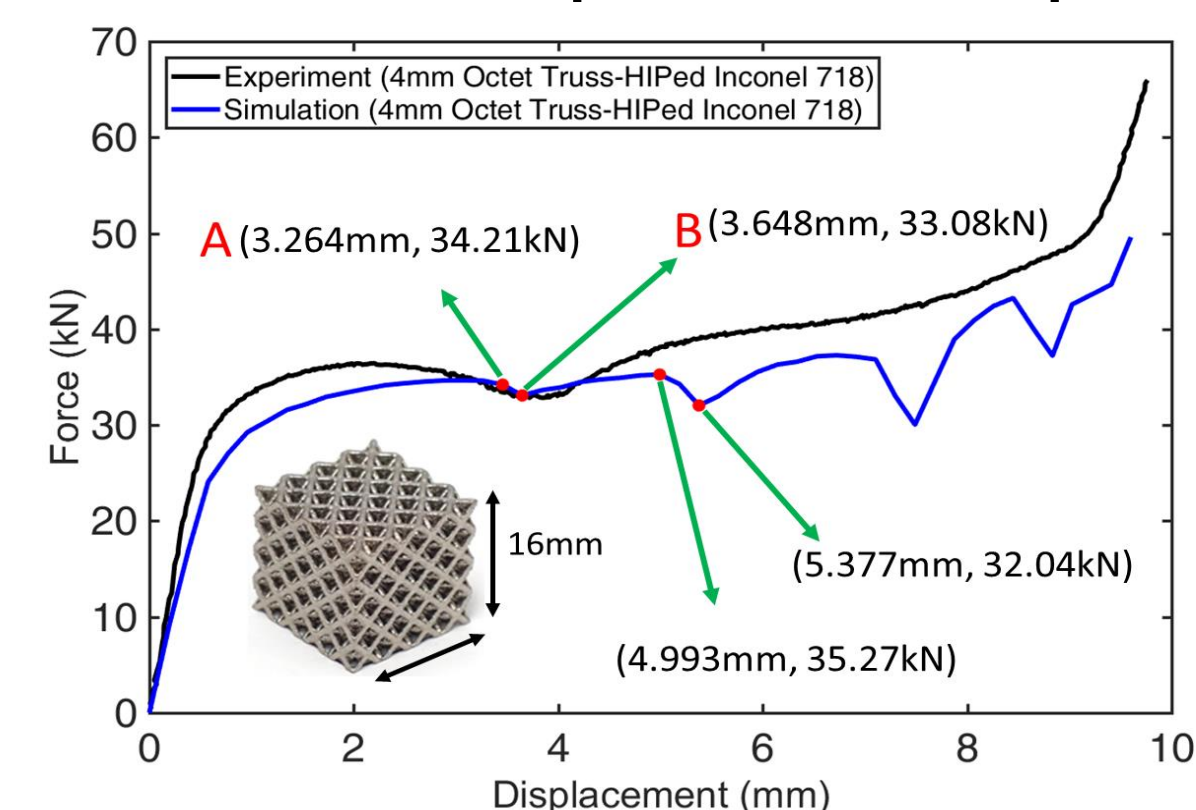 70
60
50
40
30
20
10
0
Force (kN)
Experiment (4mm Octet Truss-HIPed Inconel 718)
Simulation (4mm Octet Truss-HIPed Inconel 718)
A (3.264mm, 34.21kN)
B (3.648mm, 33.08kN)
16mm
(5.377mm, 32.04kN)
(4.993mm, 35.27kN)
0 2 4 6 8 10
Displacement (mm)